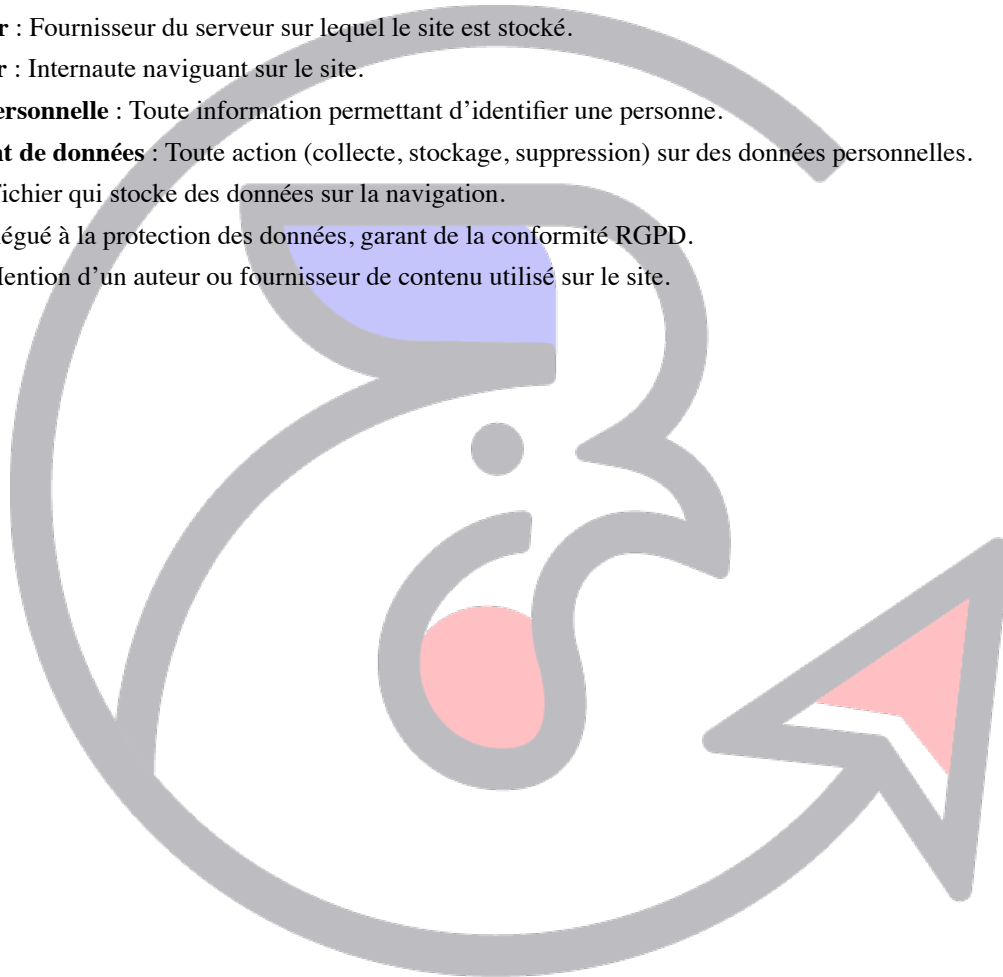 r : Fournisseur du serveur sur lequel le site est stocké.
r : Internaute naviguant sur le site.
ersonnelle : Toute information permettant d’identifier une personne.
nt de données : Toute action (collecte, stockage, suppression) sur des données personnelles.
fichier qui stocke des données sur la navigation.
légué à la protection des données, garant de la conformité RGPD.
Mention d’un auteur ou fournisseur de contenu utilisé sur le site.